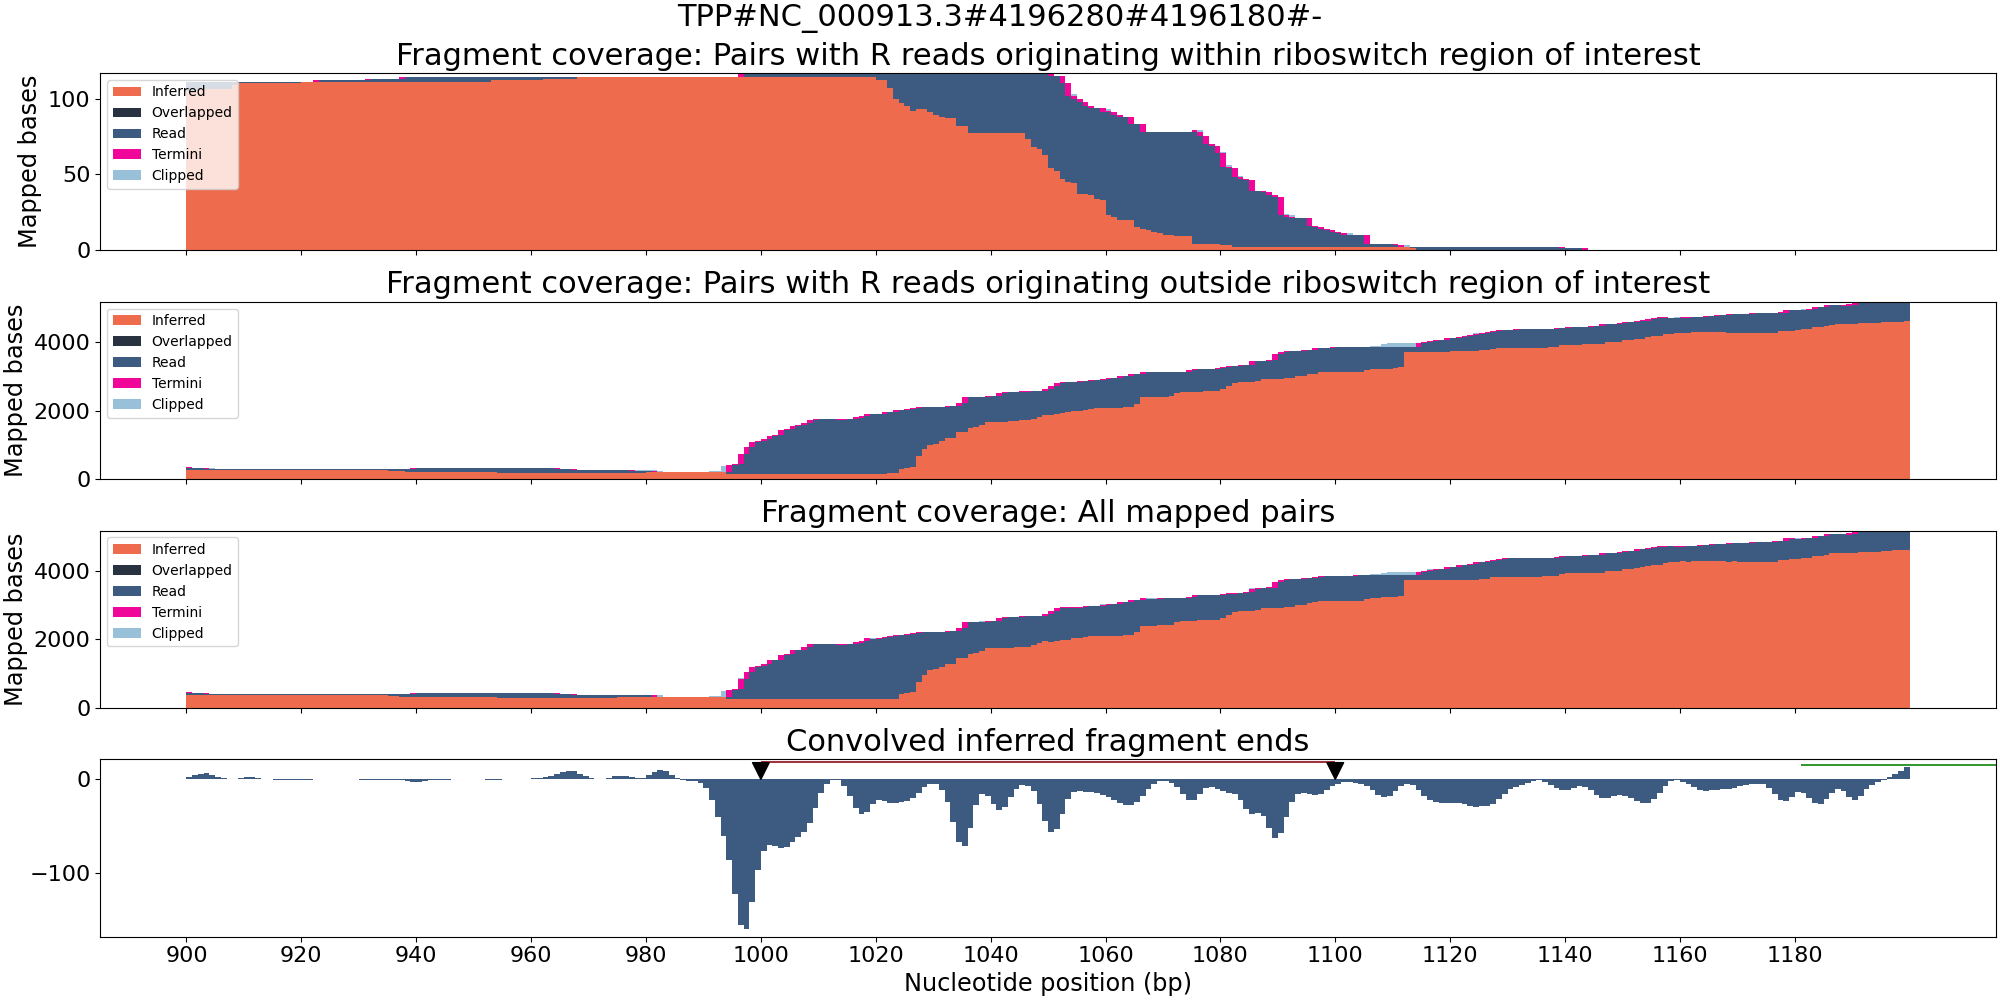 TPP#NC_000913.3#4196280#4196180#-
Fragment coverage: Pairs with R reads originating within riboswitch region of interest
Mapped bases
100
50
0
Inferred
Overlapped
Read
Termini
Clipped
Fragment coverage: Pairs with R reads originating outside riboswitch region of interest
Mapped bases
4000
2000
0
Inferred
Overlapped
Read
Termini
Clipped
Fragment coverage: All mapped pairs
Mapped bases
4000
2000
0
Inferred
Overlapped
Read
Termini
Clipped
Convolved inferred fragment ends
0
−100
900 920 940 960 980 1000 1020 1040 1060 1080 1100 1120 1140 1160 1180
Nucleotide position (bp)